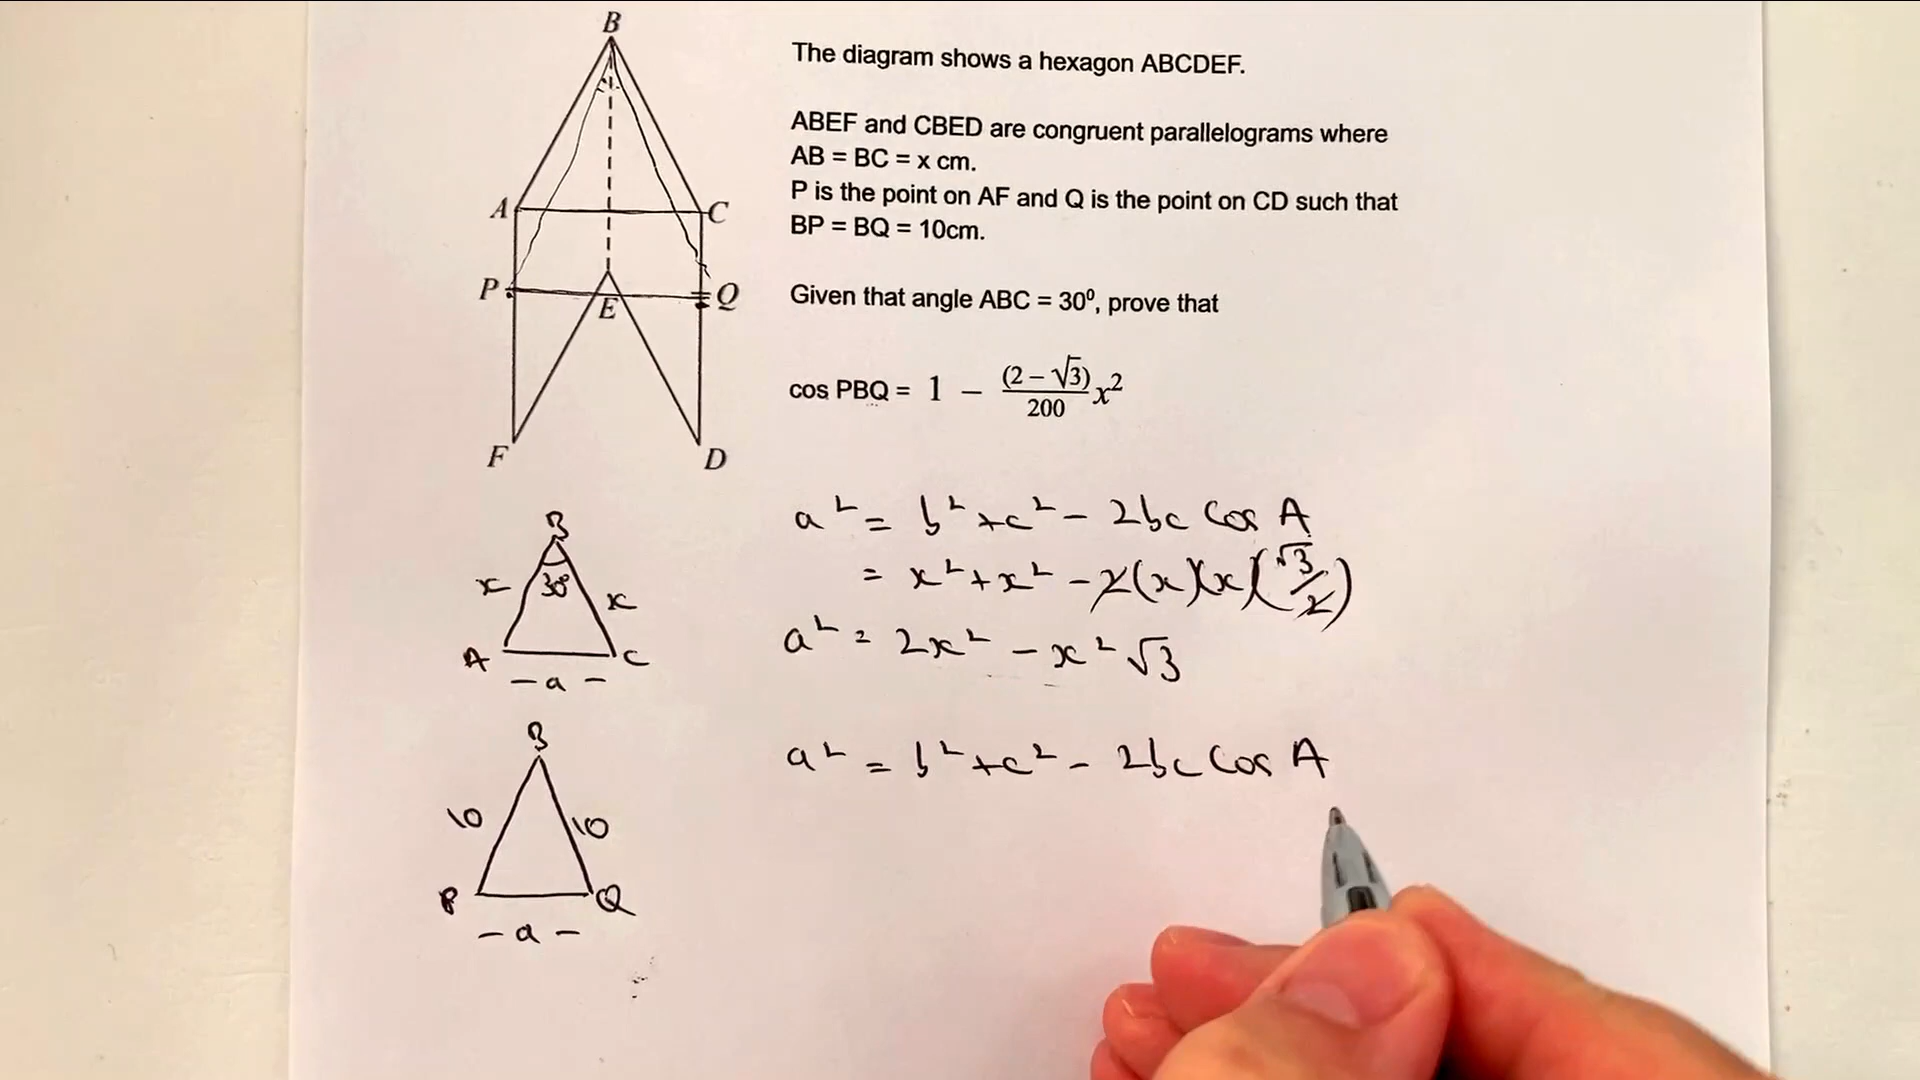 B
A
C
P
Q
E
F
D
The diagram shows a hexagon ABCDEF.
ABEF and CBED are congruent parallelograms where
AB = BC = x cm.
P is the point on AF and Q is the point on CD such that
BP = BQ = 10cm.
Given that angle ABC = 30⁰, prove that
cos PBQ = 1 − (2 − √3)/200 x²
B
x 30° x
A C
– a –
B
10 10
P Q
– a –
a² = b² + c² - 2bc Cos A
= x² + x² - 2(x)(x)(√3/2)
a² = 2x² - x²√3
a² = b² + c² - 2bc Cos A